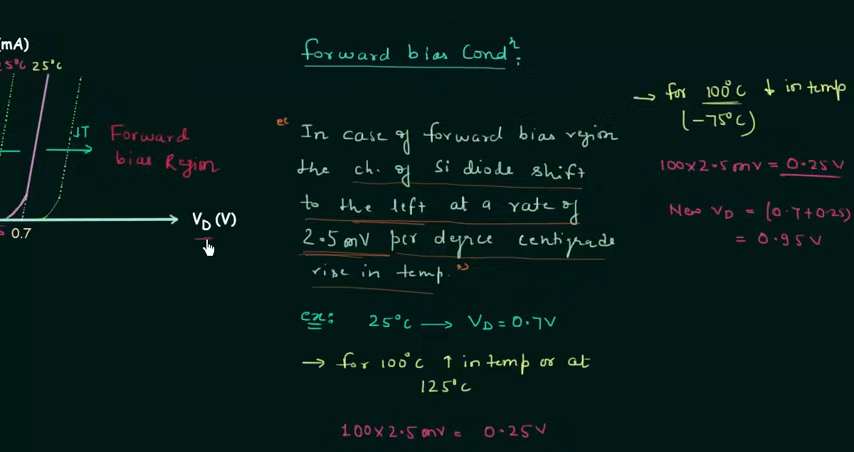 (mA)
5°C 25°C
↓T
Forward
bias Region
VD (V)
0.7
forward bias Condⁿ:
" In case of forward bias region
the ch. of Si diode shift
to the left at a rate of
2.5mV per degree centigrade
rise in temp. "
ex: 25°C → VD = 0.7V
→ for 100°C ↑ in temp or at
125°C
100 x 2.5 mV = 0.25 V
→ for 100°C ↓ in temp
(-75°C)
100 x 2.5 mV = 0.25 V
New VD = (0.7+0.25)
= 0.95 V